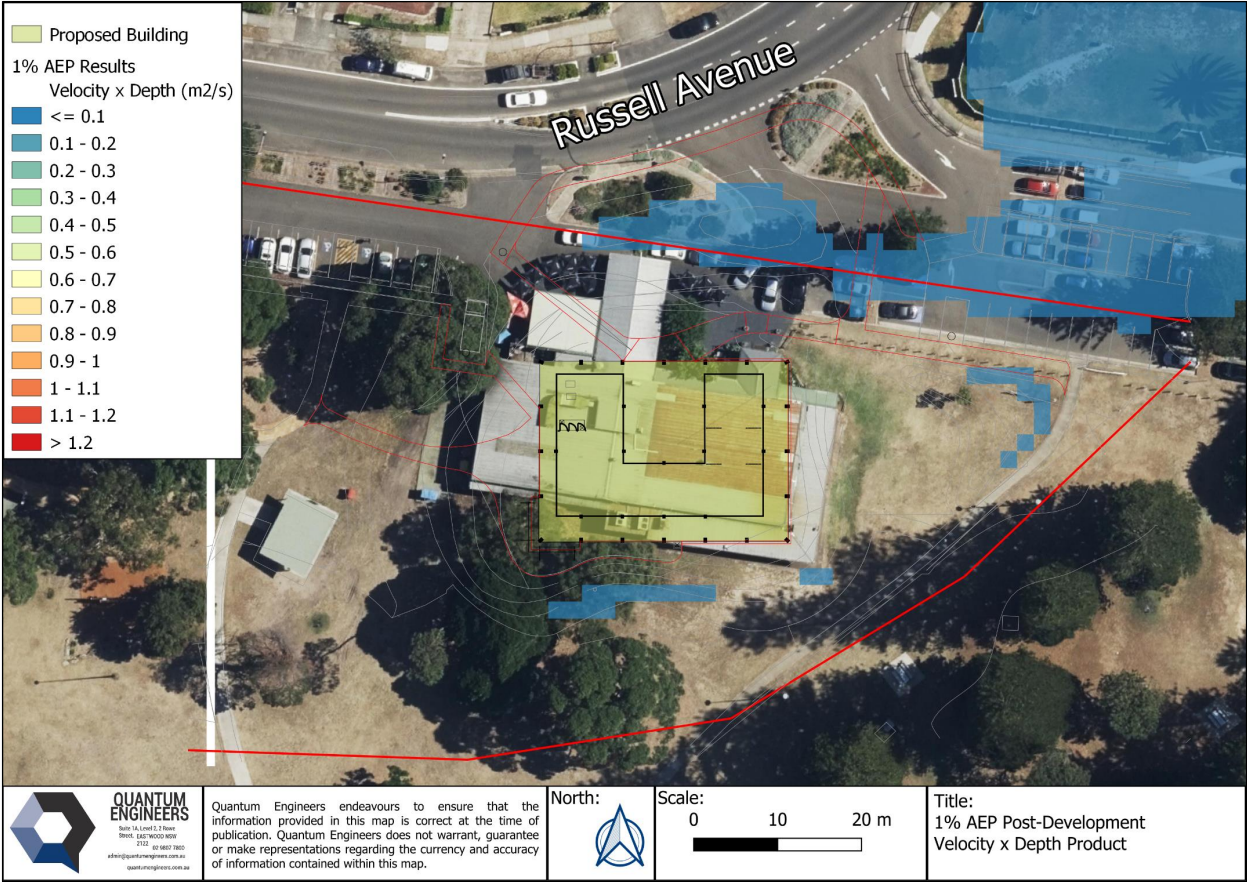 Proposed Building
1% AEP Results
Velocity x Depth (m2/s)
<= 0.1
0.1 - 0.2
0.2 - 0.3
0.3 - 0.4
0.4 - 0.5
0.5 - 0.6
0.6 - 0.7
0.7 - 0.8
0.8 - 0.9
0.9 - 1
1 - 1.1
1.1 - 1.2
> 1.2
Russell Avenue
QUANTUM
ENGINEERS
Suite 1A, Level 2, 2 Rowe
Street, EASTWOOD NSW
2122
02 9807 7800
admin@quantumengineers.com.au
quantumengineers.com.au
Quantum Engineers endeavours to ensure that the
information provided in this map is correct at the time of
publication. Quantum Engineers does not warrant, guarantee
or make representations regarding the currency and accuracy
of information contained within this map.
North:
Scale:
0 10 20 m
Title:
1% AEP Post-Development
Velocity x Depth Product